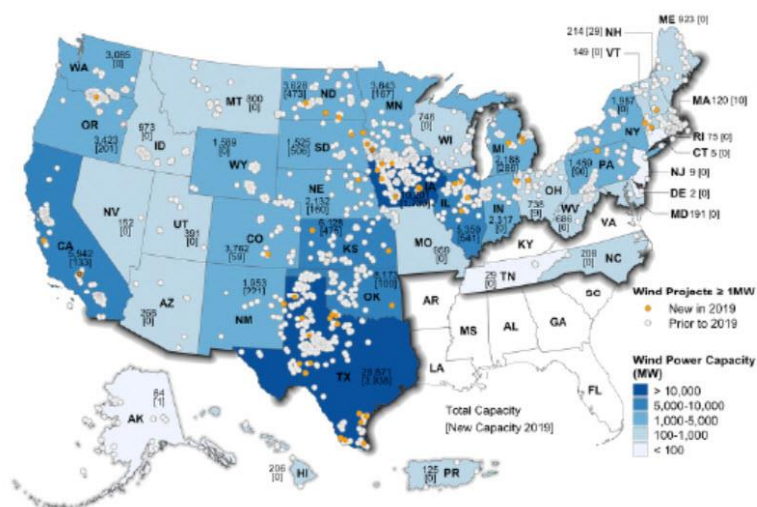 ME 923 [0]
214 [29] NH
149 [0] VT
3,085
[0]
WA
MT 800
[0]
3,628
[473] ND
3,843
[167]
MN
1,987
[0]
NY
MA 120 [10]
RI 75 [0]
CT 5 [0]
NJ 9 [0]
DE 2 [0]
MD 191 [0]
OR
3,423
[201]
973
[0]
ID
1,589
[0]
WY
1,525
[506]
SD
746
[0]
WI
MI
2,188
[280]
1,459
[90]
PA
NE
2,132
[160]
IA
IL
5,350
[541]
IN
2,317
[0]
OH
738
[9]
WV
686
[0]
VA
NV
152
[0]
UT
391
[0]
CO
3,762
[59]
6,128
[475]
KS
MO
959
[0]
KY
CA
5,942
[133]
AZ
268
[0]
1,953
[221]
NM
8,173
[100]
OK
AR
29 TN
[0]
208
[0]
NC
SC
MS
AL
GA
LA
FL
TX
28,871
[3,938]
Wind Projects ≥ 1MW
New in 2019
Prior to 2019
Wind Power Capacity
(MW)
> 10,000
5,000-10,000
1,000-5,000
100-1,000
< 100
Total Capacity
[New Capacity 2019]
AK
64
[1]
206
[0]
HI
125
[0]
PR